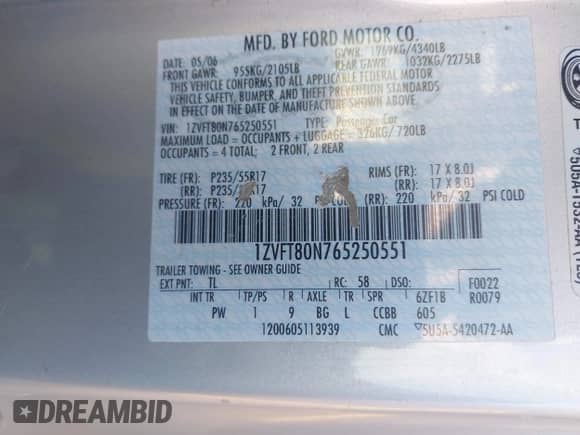 MFD. BY FORD MOTOR CO.
DATE: 05/06 GVWR: 1969KG/4340LB
FRONT GAWR: 955KG/2105LB REAR GAWR: 1032KG/2275LB
THIS VEHICLE CONFORMS TO ALL APPLICABLE FEDERAL MOTOR
VEHICLE SAFETY, BUMPER, AND THEFT PREVENTION STANDARDS
IN EFFECT ON THE DATE OF MANUFACTURE SHOWN ABOVE.
VIN: 1ZVFT80N765250551 TYPE: Passenger Car
MAXIMUM LOAD = OCCUPANTS + LUGGAGE = 326KG/720LB
OCCUPANTS = 4 TOTAL: 2 FRONT, 2 REAR
TIRE (FR): P235/55R17 RIMS (FR): 17 X 8.0J
(RR): (RR): 17 X 8.0J
PRESSURE (FR): 220 kPa/ 32 (RR): 220 kPa/ 32 PSI COLD
1ZVFT80N765250551
TRAILER TOWING - SEE OWNER GUIDE
EXT PNT: TL RC: 58 DSO: F0022
INT TR TP/PS R AXLE TR SPR 6ZF1B R0079
PW 1 9 BG L CCBB 605
1200605113939 CMC 5U5A-5420472-AA
DREAMBID